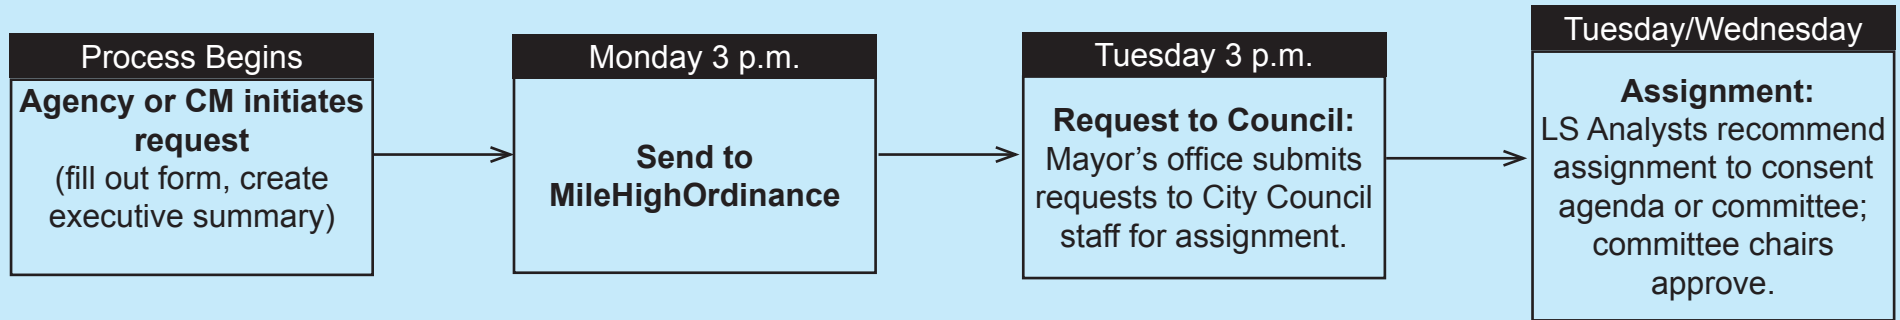 Process Begins
Agency or CM initiates
request
(fill out form, create
executive summary)
Monday 3 p.m.
Send to
MileHighOrdinance
Tuesday 3 p.m.
Request to Council:
Mayor’s office submits
requests to City Council
staff for assignment.
Tuesday/Wednesday
Assignment:
LS Analysts recommend
assignment to consent
agenda or committee;
committee chairs
approve.